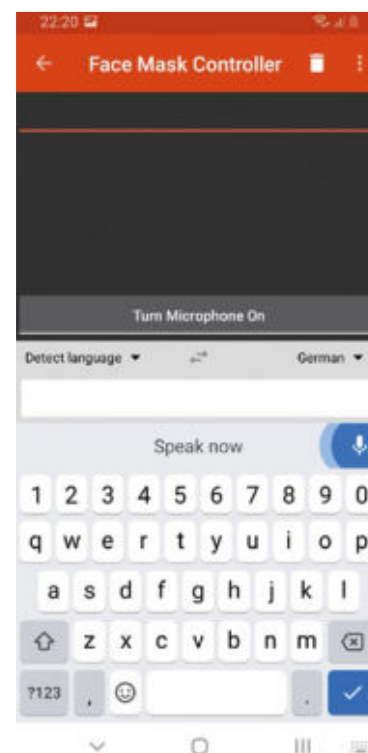 22:20
Face Mask Controller
Turn Microphone On
Detect language German
Speak now
1 2 3 4 5 6 7 8 9 0
q w e r t y u i o p
a s d f g h j k l
z x c v b n m
?123 , .